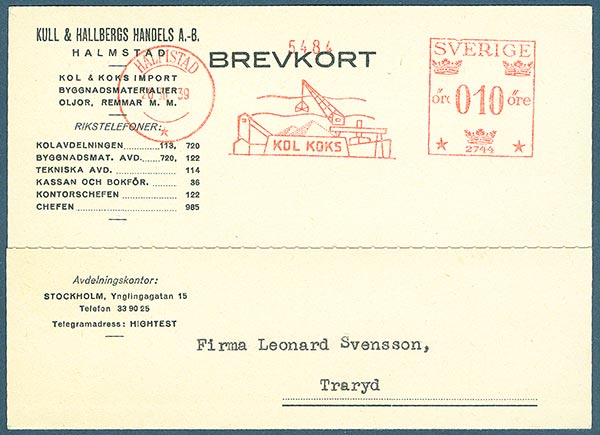 KULL & HALLBERGS HANDELS A.-B.
HALMSTAD
KOL & KOKS IMPORT
BYGGNADSMATERIALIER
OLJOR, REMMAR M. M.
RIKSTELEFONER:
KOLAVDELNINGEN 113, 720
BYGGNADSMAT. AVD. 720, 122
TEKNISKA AVD. 114
KASSAN OCH BOKFÖR. 36
KONTORSCHEFEN 122
CHEFEN 985
HALMSTAD
39
5484
BREVKORT
KOL KOKS
SVERIGE
öre 010 öre
2744
Avdelningskontor:
STOCKHOLM, Ynglingagatan 15
Telefon 33 90 25
Telegramadress: HIGHTEST
Firma Leonard Svensson,
Traryd